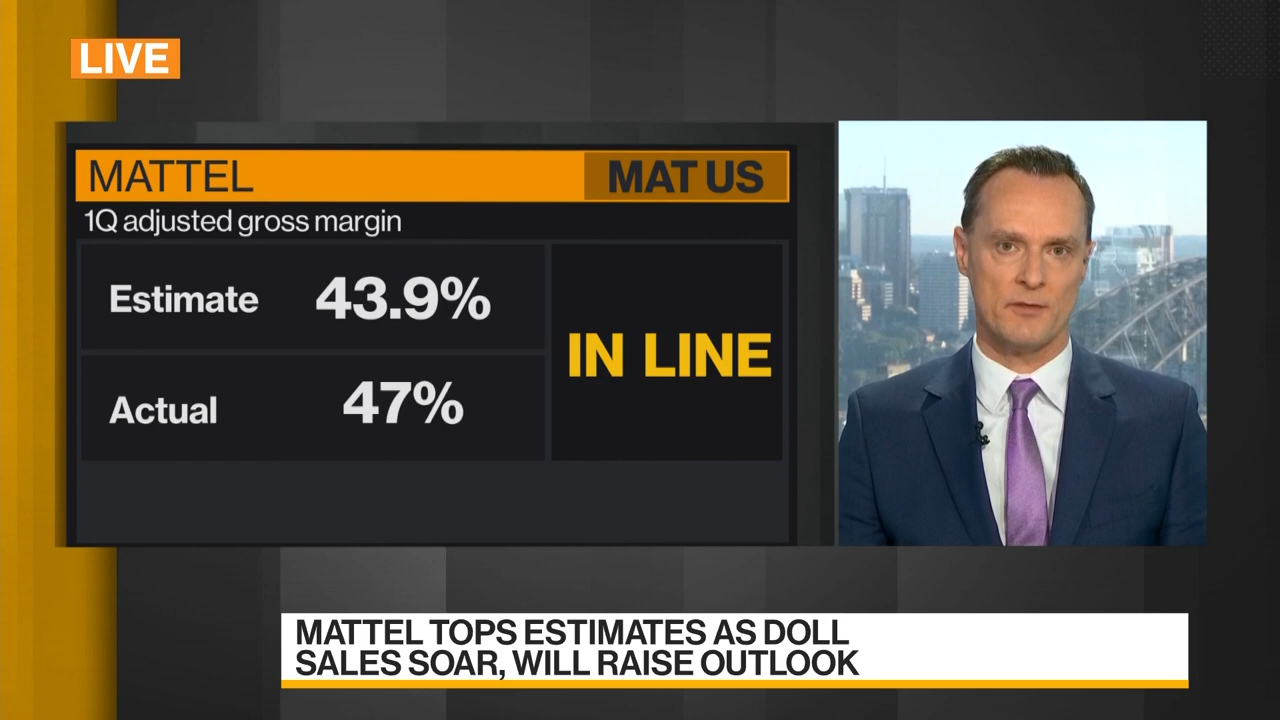 LIVE
MATTEL
MAT US
1Q adjusted gross margin
Estimate 43.9%
IN LINE
Actual 47%
MATTEL TOPS ESTIMATES AS DOLL
SALES SOAR, WILL RAISE OUTLOOK